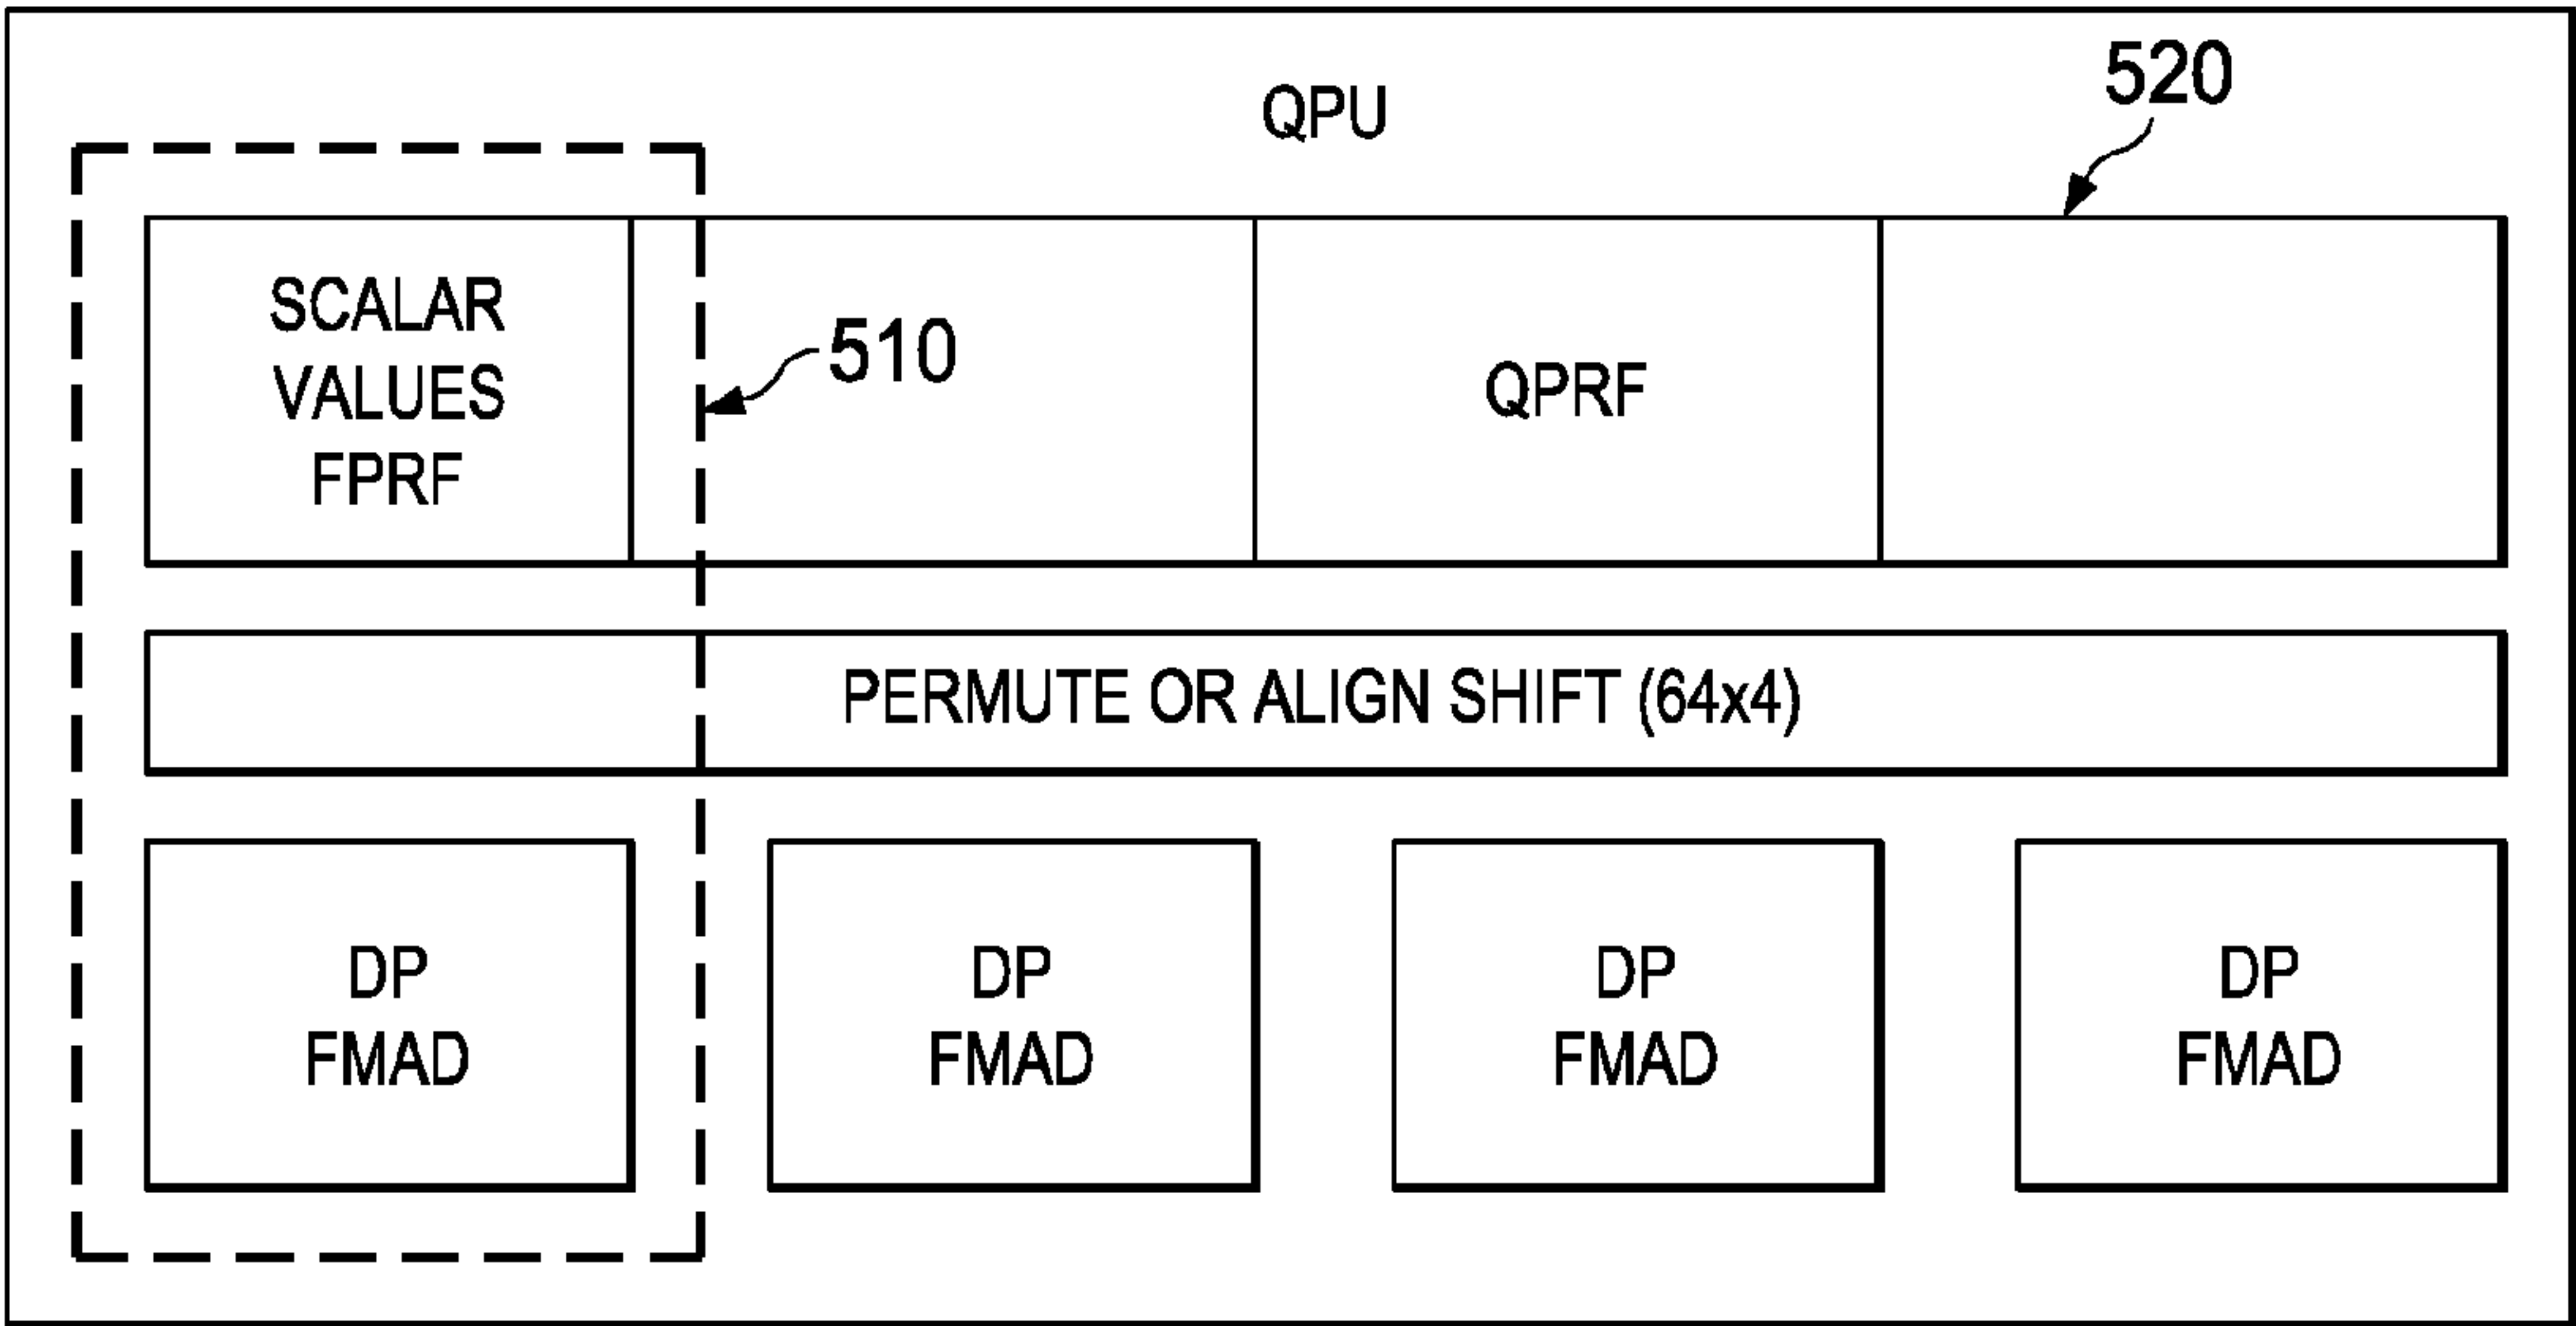 QPU
520
SCALAR
VALUES
FPRF
510
QPRF
PERMUTE OR ALIGN SHIFT (64x4)
DP
FMAD
DP
FMAD
DP
FMAD
DP
FMAD